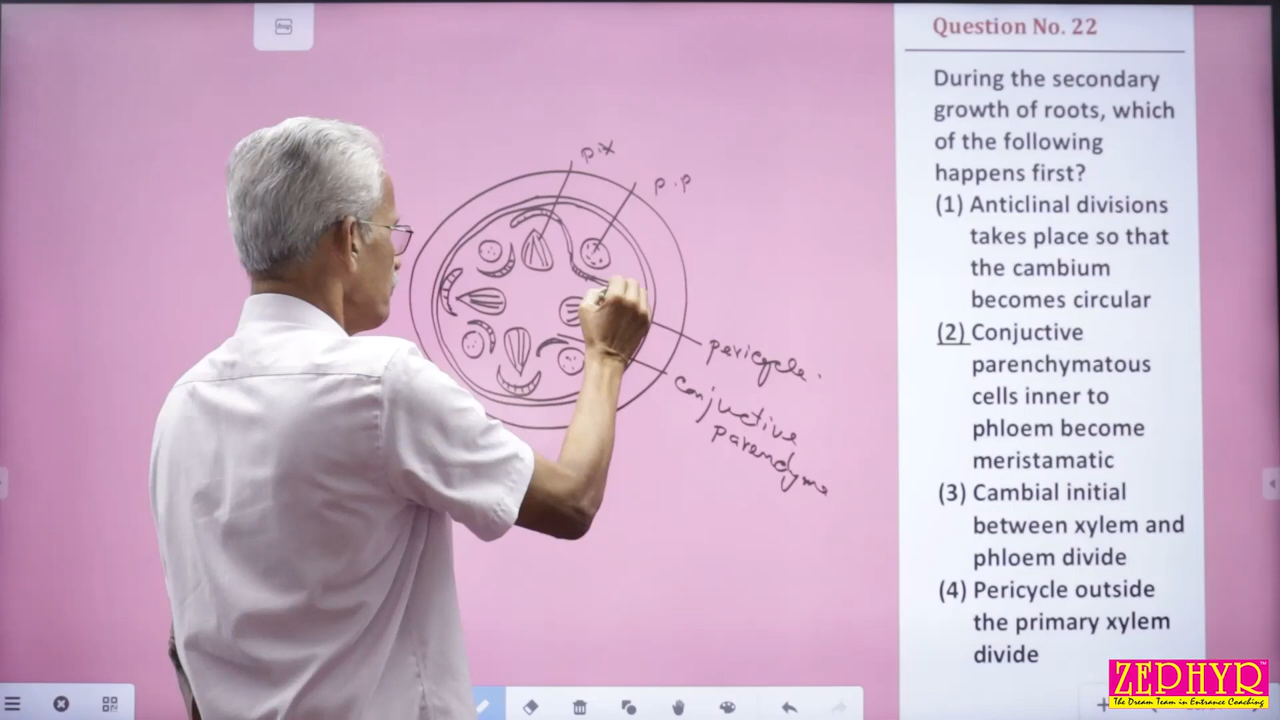 Question No. 22
During the secondary
growth of roots, which
of the following
happens first?
(1) Anticlinal divisions
takes place so that
the cambium
becomes circular
(2) Conjuctive
parenchymatous
cells inner to
phloem become
meristamatic
(3) Cambial initial
between xylem and
phloem divide
(4) Pericycle outside
the primary xylem
divide
p.x
p.p
pericycle.
conjuctive
parenchyma
ZEPHYR™
The Dream Team in Entrance Coaching